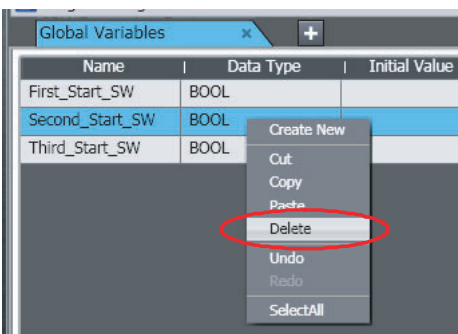 Global Variables × +
Name Data Type Initial Value
First_Start_SW BOOL
Second_Start_SW BOOL
Third_Start_SW BOOL
Create New
Cut
Copy
Paste
Delete
Undo
Redo
SelectAll